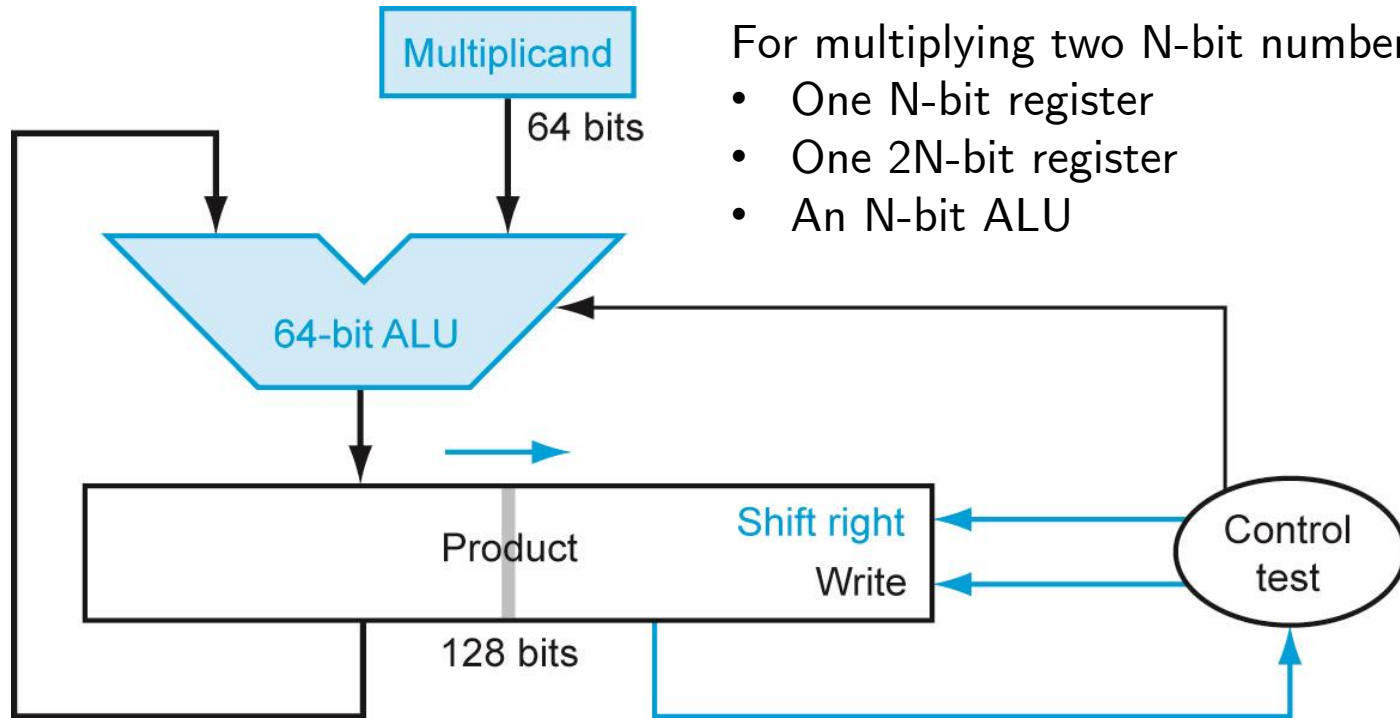 Multiplicand
For multiplying two N-bit number
• One N-bit register
64 bits
• One 2N-bit register
• An N-bit ALU
64-bit ALU
Shift right
Product
Write
Control
test
128 bits